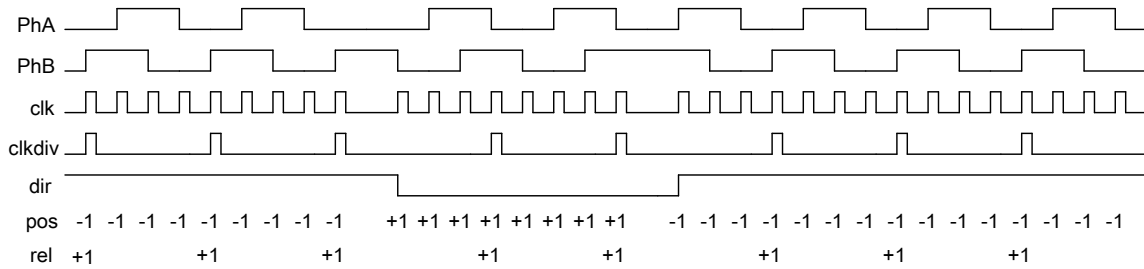 PhA
PhB
clk
clkdiv
dir
pos -1 -1 -1 -1 -1 -1 -1 -1 -1 +1 +1 +1 +1 +1 +1 +1 +1 -1 -1 -1 -1 -1 -1 -1 -1 -1 -1 -1 -1 -1 -1 -1
rel +1 +1 +1 +1 +1 +1 +1 +1